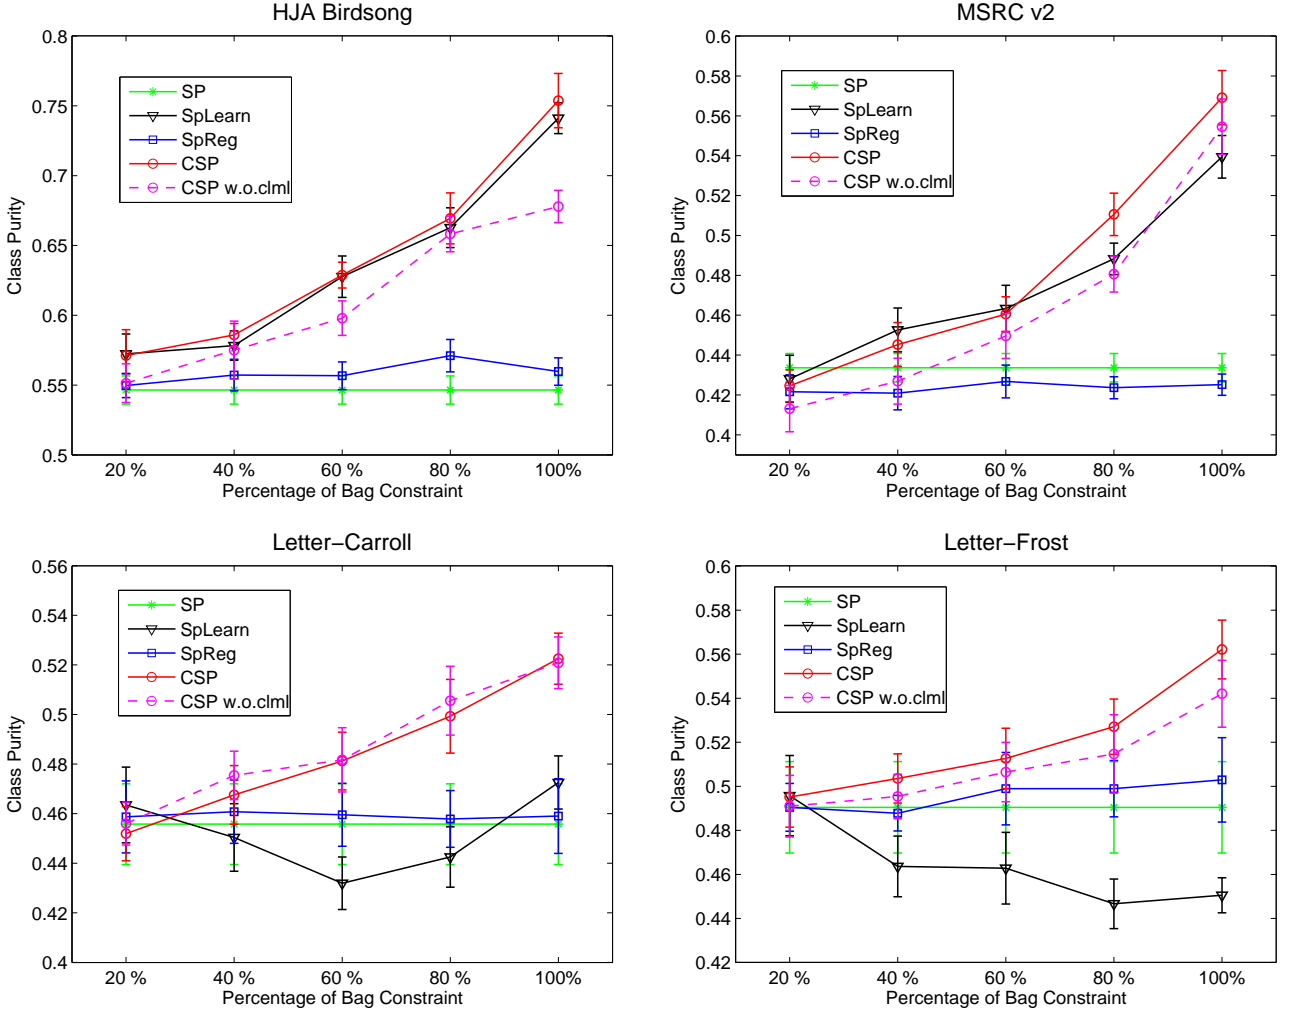 HJA Birdsong
0.8
0.75
0.7
0.65
0.6
0.55
0.5
Class Purity
SP
SpLearn
SpReg
CSP
CSP w.o.clml
20 % 40 % 60 % 80 % 100%
Percentage of Bag Constraint
MSRC v2
0.6
0.58
0.56
0.54
0.52
0.5
0.48
0.46
0.44
0.42
0.4
Class Purity
SP
SpLearn
SpReg
CSP
CSP w.o.clml
20 % 40 % 60 % 80 % 100%
Percentage of Bag Constraint
Letter−Carroll
0.56
0.54
0.52
0.5
0.48
0.46
0.44
0.42
0.4
Class Purity
SP
SpLearn
SpReg
CSP
CSP w.o.clml
20 % 40 % 60 % 80 % 100%
Percentage of Bag Constraint
Letter−Frost
0.6
0.58
0.56
0.54
0.52
0.5
0.48
0.46
0.44
0.42
Class Purity
SP
SpLearn
SpReg
CSP
CSP w.o.clml
20 % 40 % 60 % 80 % 100%
Percentage of Bag Constraint